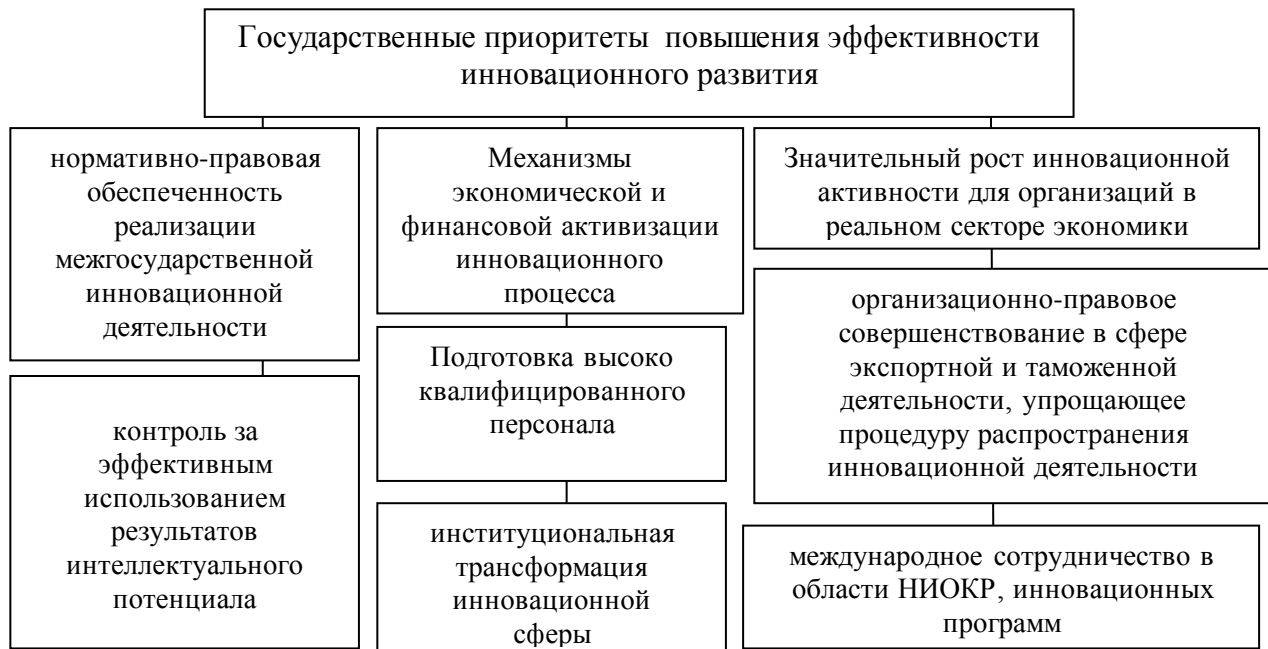 Государственные приоритеты повышения эффективности
инновационного развития
нормативно-правовая
обеспеченность
реализации
межгосударственной
инновационной
деятельности
контроль за
эффективным
использованием
результатов
интеллектуального
потенциала
Механизмы
экономической и
финансовой активизации
инновационного
процесса
Подготовка высоко
квалифицированного
персонала
институциональная
трансформация
инновационной
сферы
Значительный рост инновационной
активности для организаций в
реальном секторе экономики
организационно-правовое
совершенствование в сфере
экспортной и таможенной
деятельности, упрощающее
процедуру распространения
инновационной деятельности
международное сотрудничество в
области НИОКР, инновационных
программ